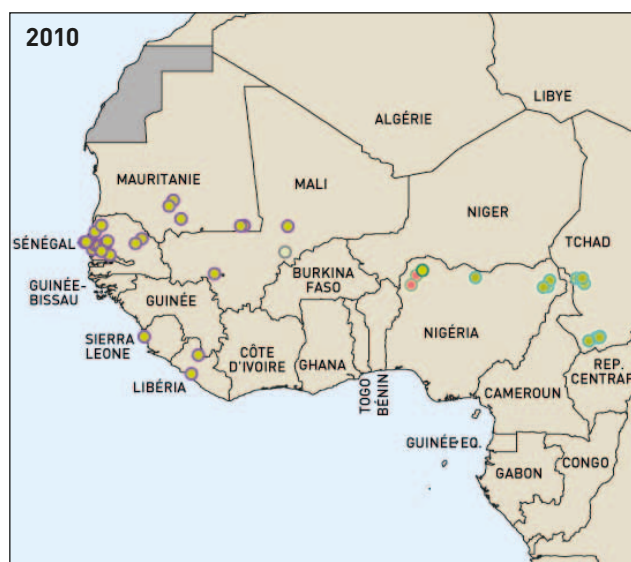 2010
LIBYE
ALGÉRIE
MAURITANIE
MALI
NIGER
SÉNÉGAL
TCHAD
GUINÉE-
BISSAU
BURKINA
FASO
GUINÉE
NIGÉRIA
SIERRA
LEONE
CÔTE
D'IVOIRE
GHANA
TOGO
BÉNIN
LIBÉRIA
CAMEROUN
REP.
CENTRAF.
GUINÉE EQ.
GABON
CONGO